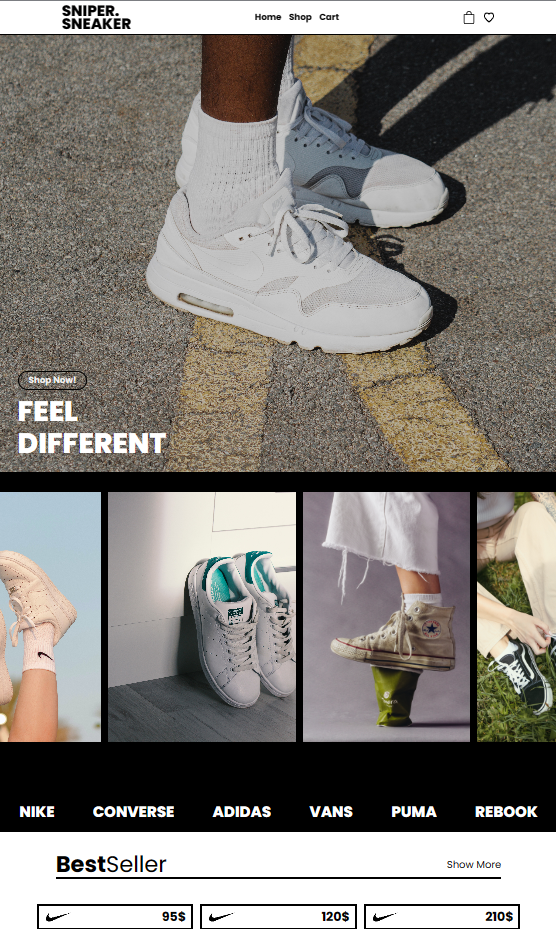 SNIPER.
SNEAKER
Home Shop Cart
Shop Now!
FEEL
DIFFERENT
NIKE CONVERSE ADIDAS VANS PUMA REBOOK
BestSeller
Show More
95$ 120$ 210$